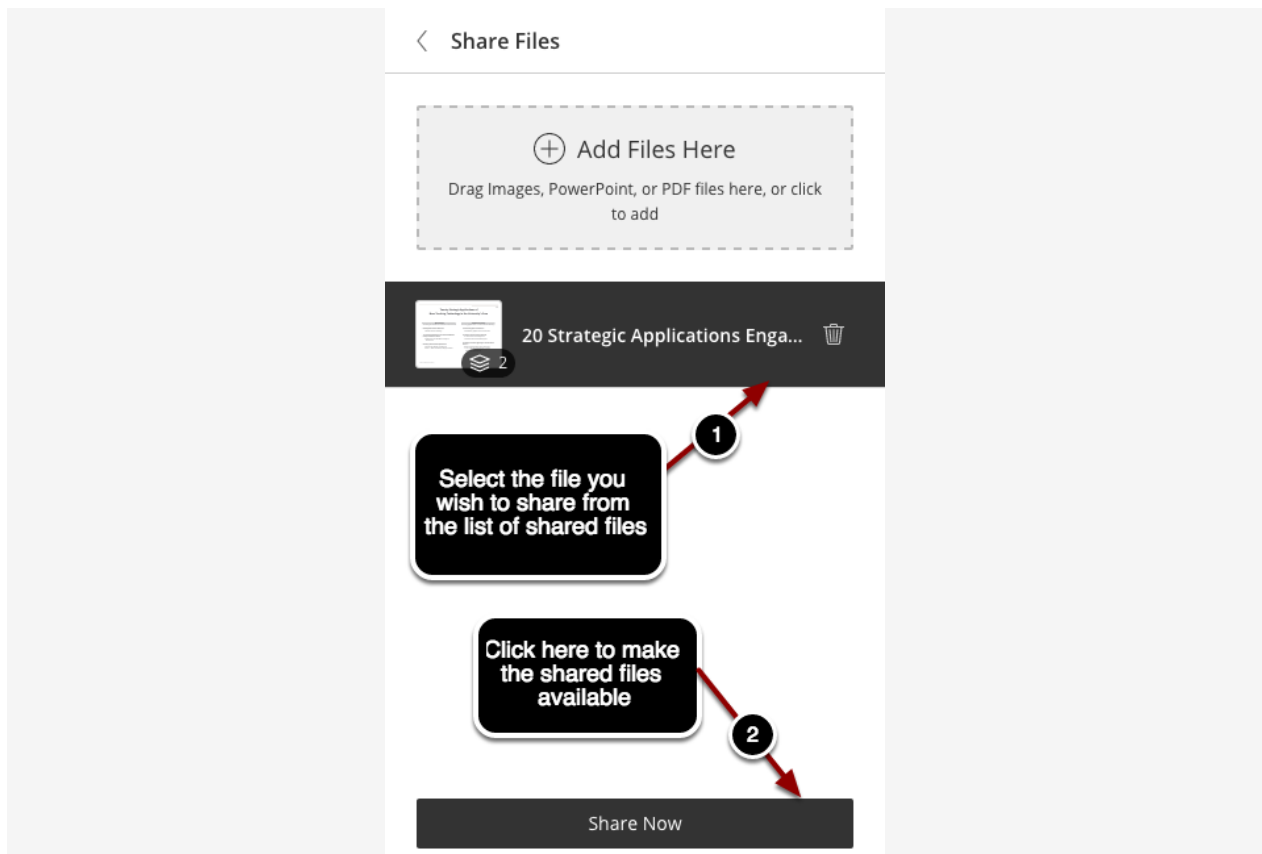 Share Files
Add Files Here
Drag Images, PowerPoint, or PDF files here, or click
to add
20 Strategic Applications Enga...
2
1
Select the file you
wish to share from
the list of shared files
Click here to make
the shared files
available
2
Share Now